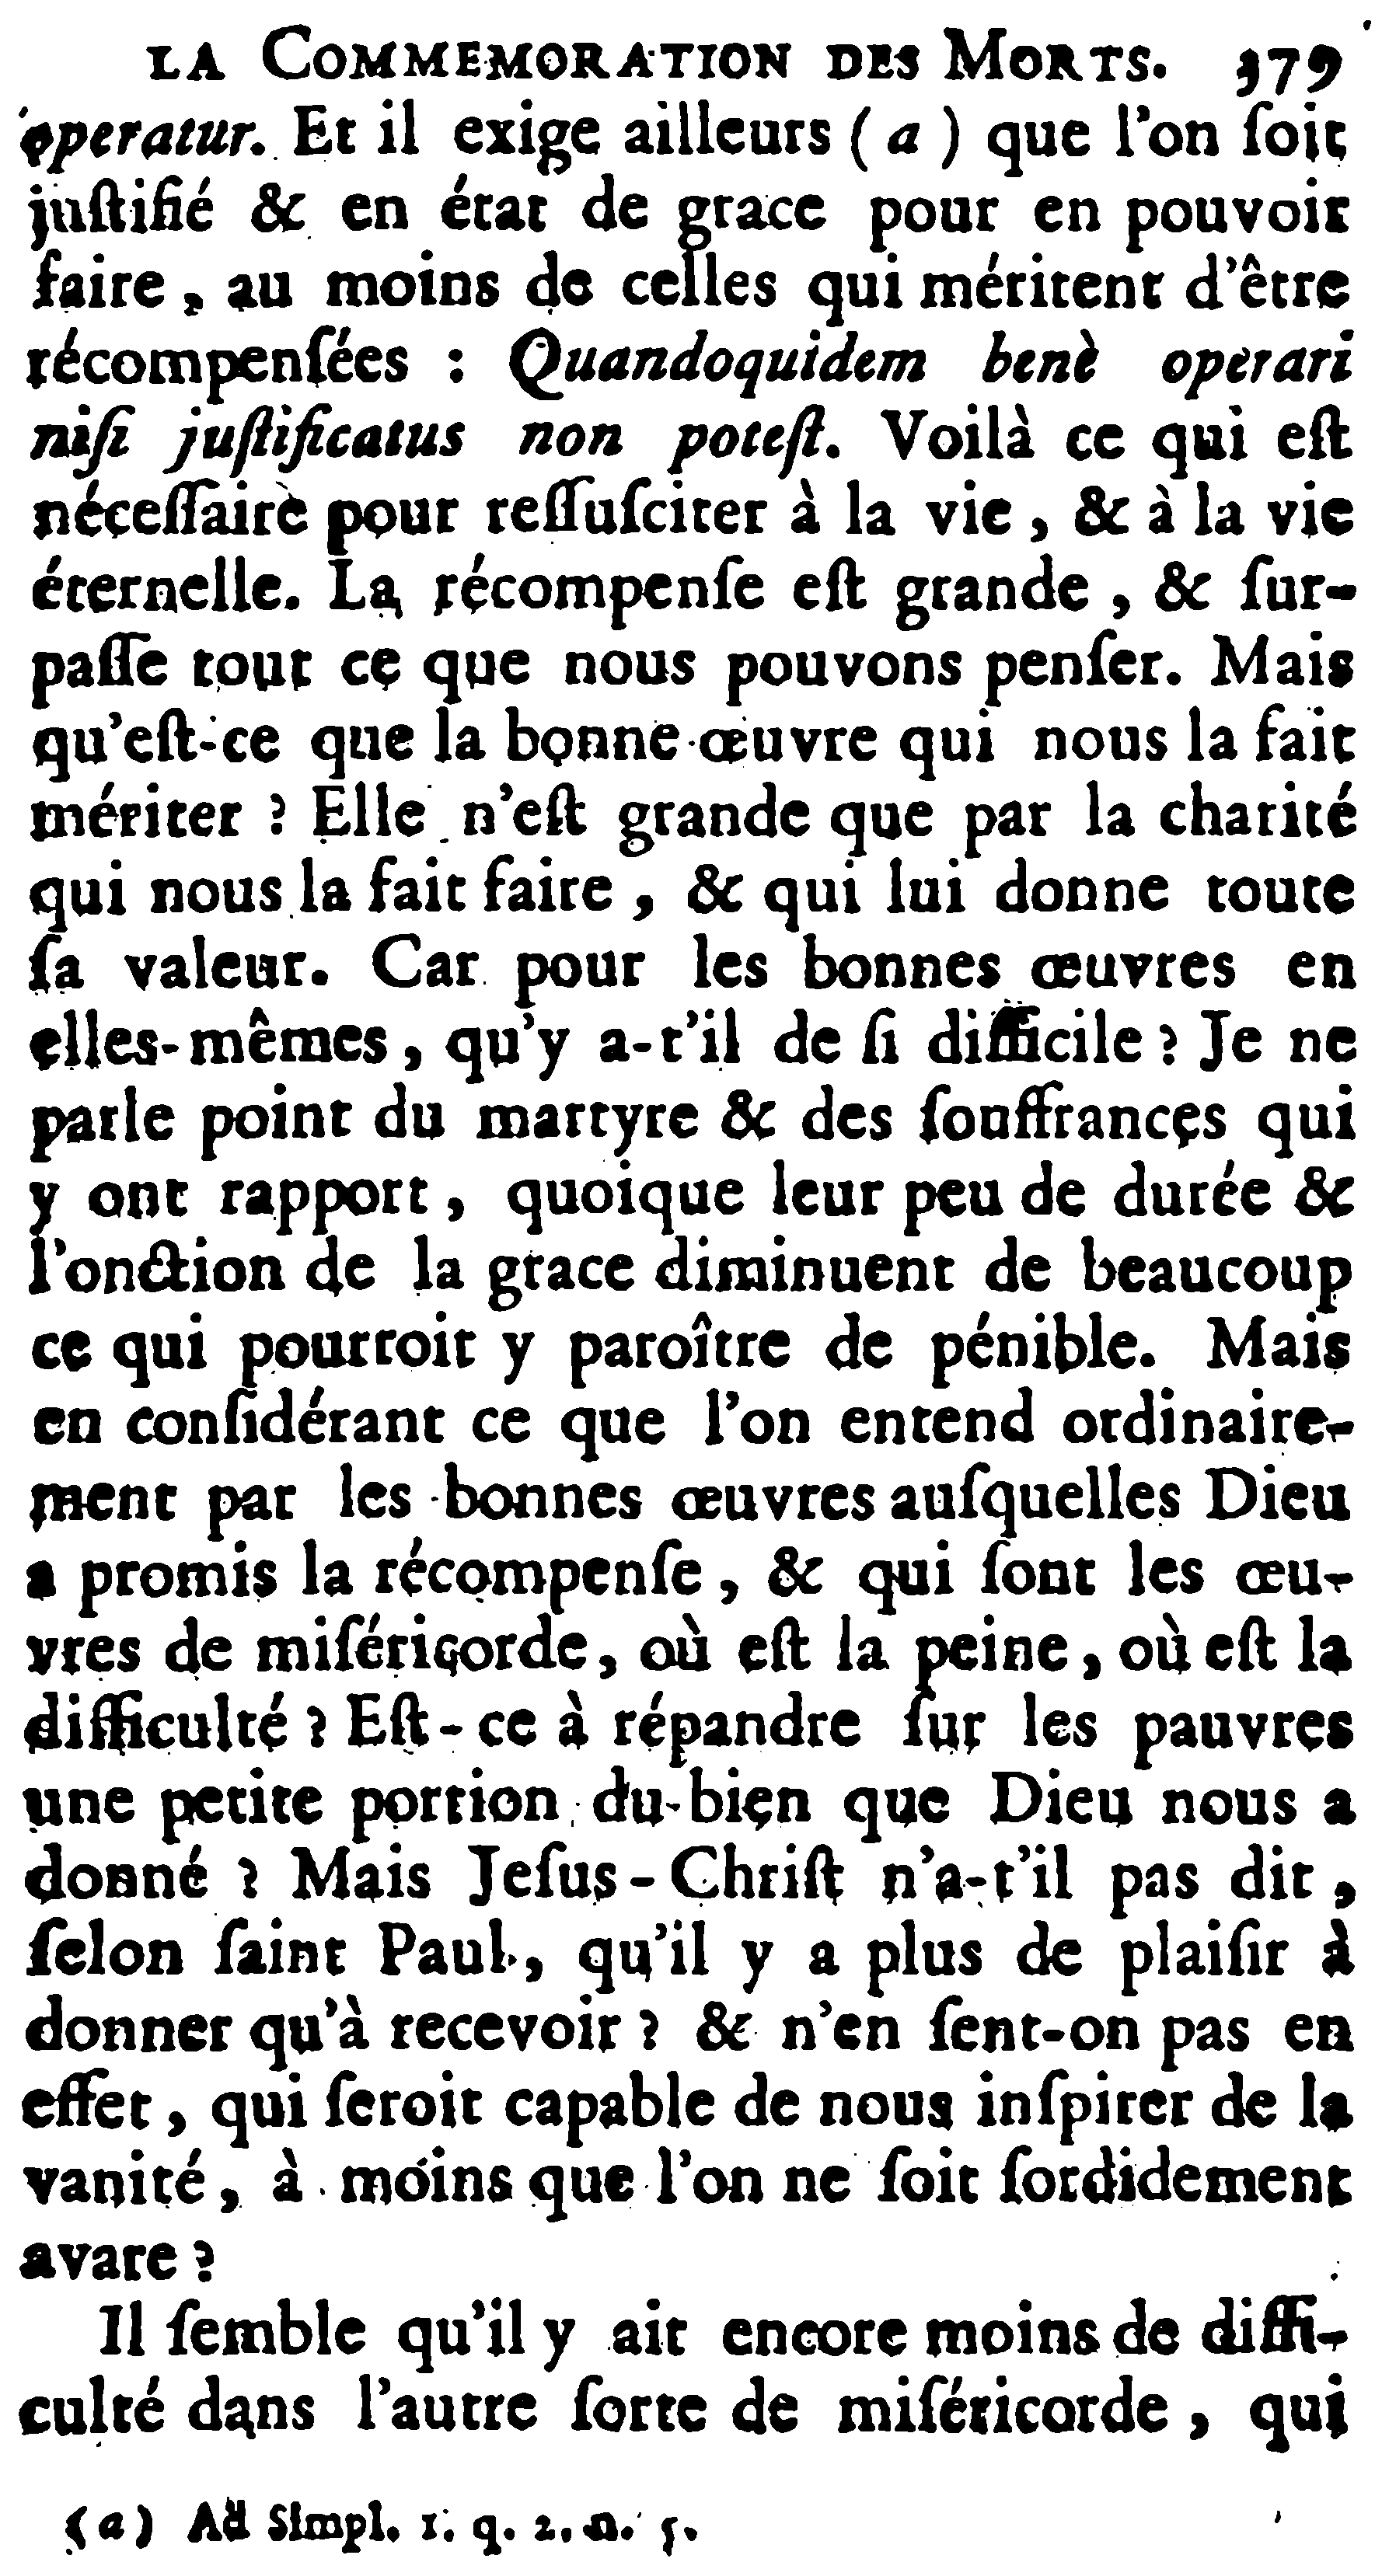 LA COMMEMORATION DES MORTS. 379
operatur. Et il exige ailleurs ( a ) que l'on ſoit
juſtifié & en état de grace pour en pouvoir
faire, au moins de celles qui méritent d'être
récompenſées : Quandoquidem benè operari
niſi juſtificatus non poteſt. Voilà ce qui eſt
néceſſaire pour reſſuſciter à la vie, & à la vie
éternelle. La récompenſe eſt grande, & ſur-
paſſe tout ce que nous pouvons penſer. Mais
qu'eſt-ce que la bonne œuvre qui nous la fait
mériter ? Elle n'eſt grande que par la charité
qui nous la fait faire, & qui lui donne toute
ſa valeur. Car pour les bonnes œuvres en
elles-mêmes, qu'y a-t'il de ſi difficile ? Je ne
parle point du martyre & des ſouffrances qui
y ont rapport, quoique leur peu de durée &
l'onction de la grace diminuent de beaucoup
ce qui pourroit y paroître de pénible. Mais
en conſidérant ce que l'on entend ordinaire-
ment par les bonnes œuvres auſquelles Dieu
a promis la récompenſe, & qui ſont les œu-
vres de miſéricorde, où eſt la peine, où eſt la
difficulté ? Eſt-ce à répandre ſur les pauvres
une petite portion du bien que Dieu nous a
donné ? Mais Jeſus-Chriſt n'a-t'il pas dit,
ſelon ſaint Paul, qu'il y a plus de plaiſir à
donner qu'à recevoir ? & n'en ſent-on pas en
effet, qui ſeroit capable de nous inſpirer de la
vanité, à moins que l'on ne ſoit ſordidement
avare ?
Il ſemble qu'il y ait encore moins de diffi-
culté dans l'autre ſorte de miſéricorde, qui
(a) Ad Simpl. 1. q. 2. n. 5.